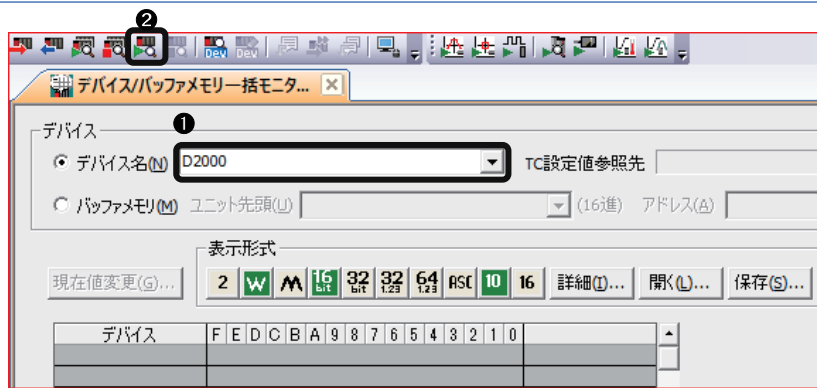 ❷
Dev Dev
デバイス/バッファメモリ一括モニタ...
デバイス
❶
デバイス名(N) D2000 TC設定値参照先
バッファメモリ(M) ユニット先頭(U) (16進) アドレス(A)
表示形式
現在値変更(G)... 2 W M 16bit 32bit 32 1.23 64 1.23 ASC 10 16 詳細(I)... 開く(L)... 保存(S)...
デバイス F E D C B A 9 8 7 6 5 4 3 2 1 0